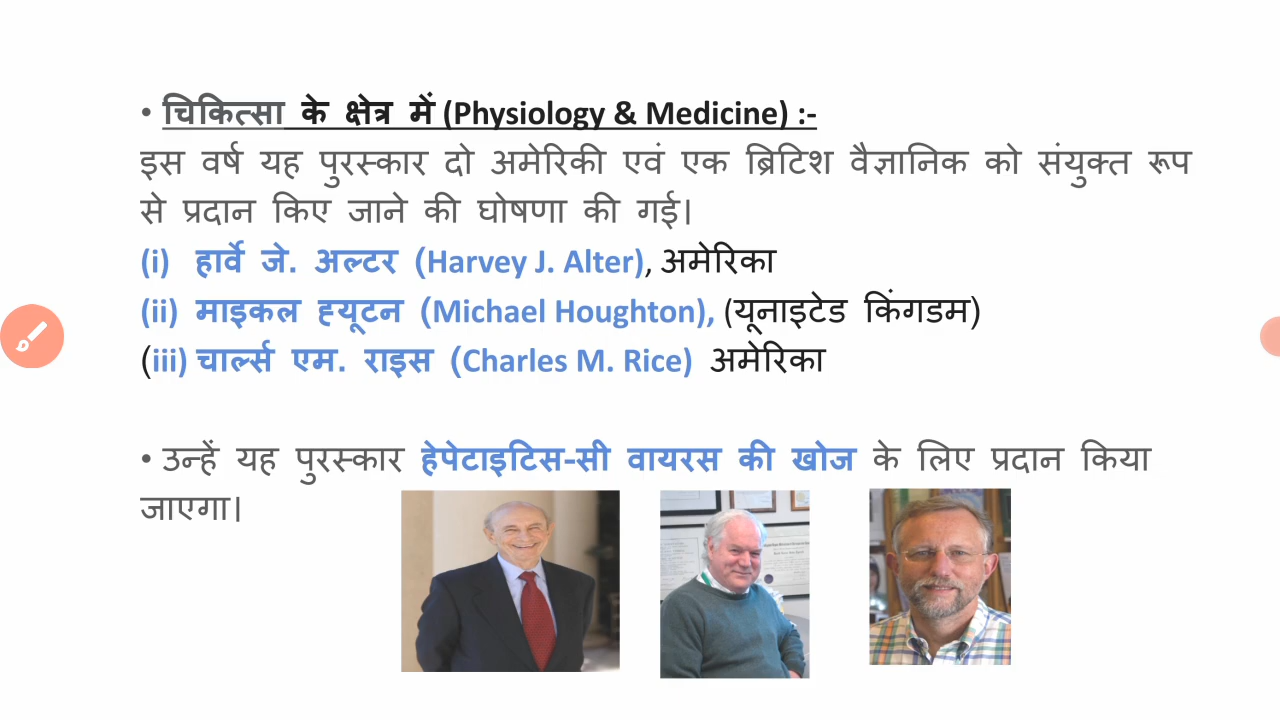 • चिकित्सा के क्षेत्र में (Physiology & Medicine) :-
इस वर्ष यह पुरस्कार दो अमेरिकी एवं एक ब्रिटिश वैज्ञानिक को संयुक्त रूप
से प्रदान किए जाने की घोषणा की गई।
(i) हार्वे जे. अल्टर (Harvey J. Alter), अमेरिका
(ii) माइकल ह्यूटन (Michael Houghton), (यूनाइटेड किंगडम)
(iii) चार्ल्स एम. राइस (Charles M. Rice) अमेरिका
• उन्हें यह पुरस्कार हेपेटाइटिस-सी वायरस की खोज के लिए प्रदान किया
जाएगा।